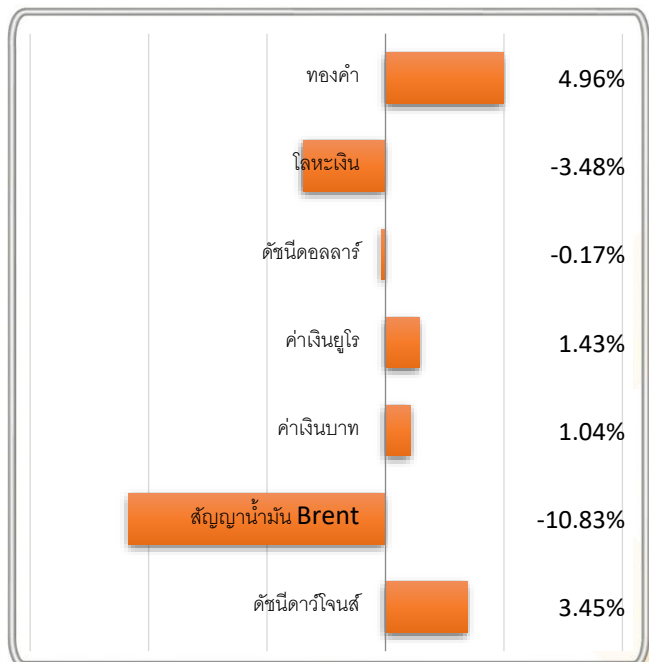 ทองคำ 4.96%
โลหะเงิน -3.48%
ดัชนีดอลลาร์ -0.17%
ค่าเงินยูโร 1.43%
ค่าเงินบาท 1.04%
สัญญาน้ำมัน Brent -10.83%
ดัชนีดาวโจนส์ 3.45%